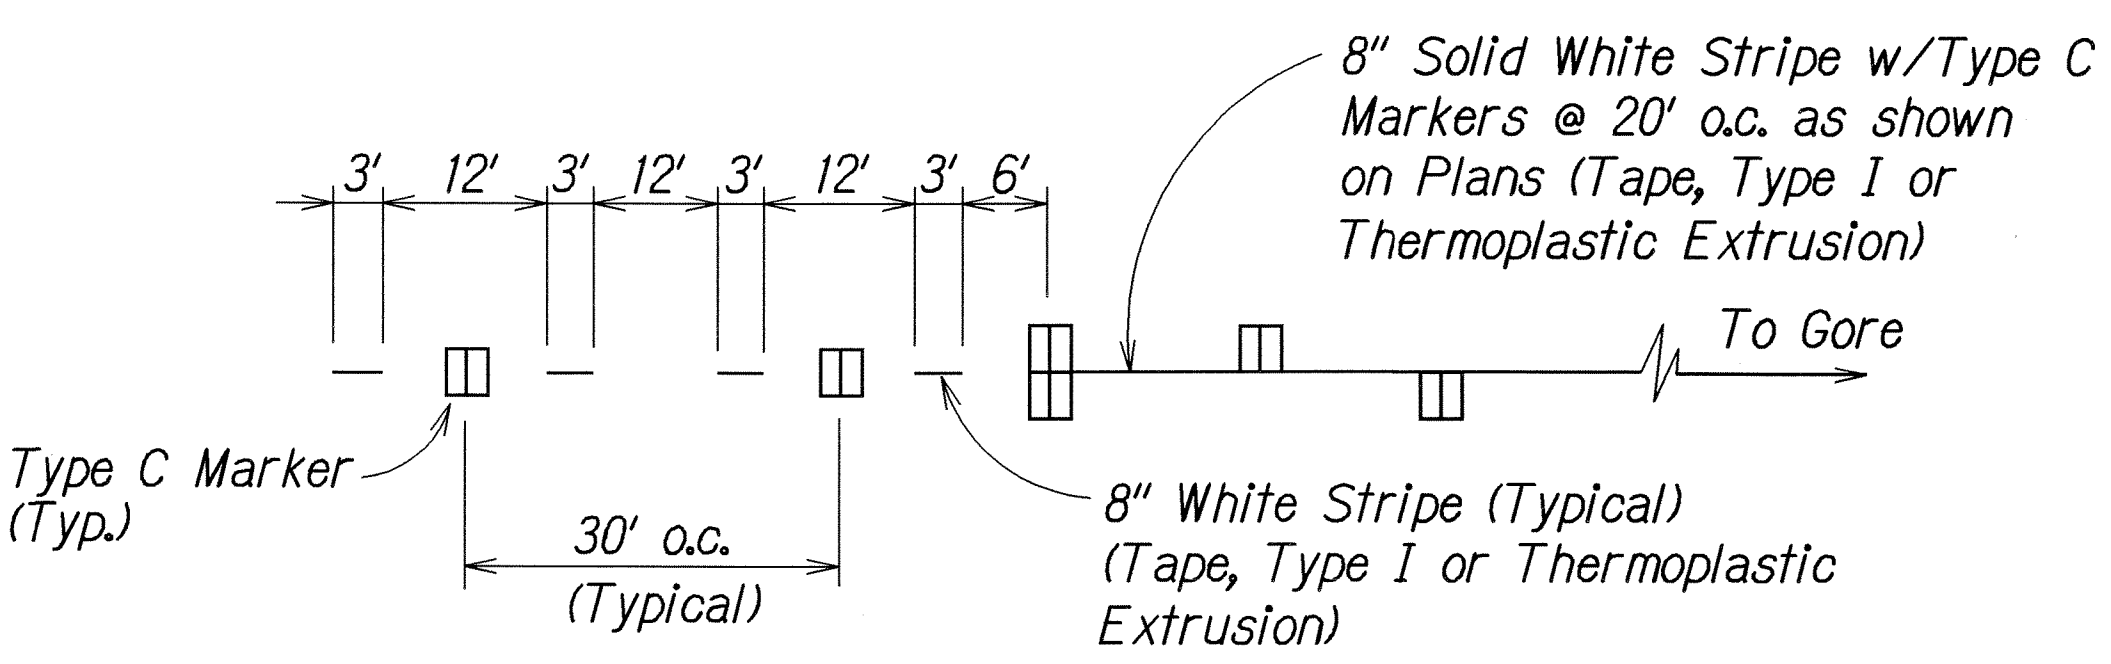 8" Solid White Stripe w/Type C
Markers @ 20' o.c. as shown
on Plans (Tape, Type I or
Thermoplastic Extrusion)
3' 12' 3' 12' 3' 12' 3' 6'
To Gore
Type C Marker
(Typ.)
30' o.c.
(Typical)
8" White Stripe (Typical)
(Tape, Type I or Thermoplastic
Extrusion)